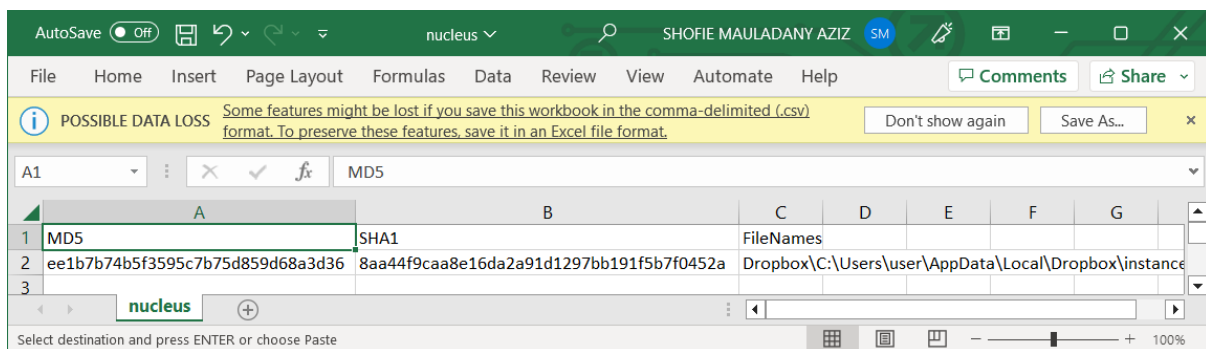 AutoSave Off nucleus SHOFIE MAULADANY AZIZ SM
File Home Insert Page Layout Formulas Data Review View Automate Help Comments Share
POSSIBLE DATA LOSS Some features might be lost if you save this workbook in the comma-delimited (.csv)
format. To preserve these features, save it in an Excel file format. Don't show again Save As...
A1 fx MD5
A B C D E F G
1 MD5 SHA1 FileNames
2 ee1b7b74b5f3595c7b75d859d68a3d36 8aa44f9caa8e16da2a91d1297bb191f5b7f0452a Dropbox\C:\Users\user\AppData\Local\Dropbox\instance
3
nucleus
Select destination and press ENTER or choose Paste 100%